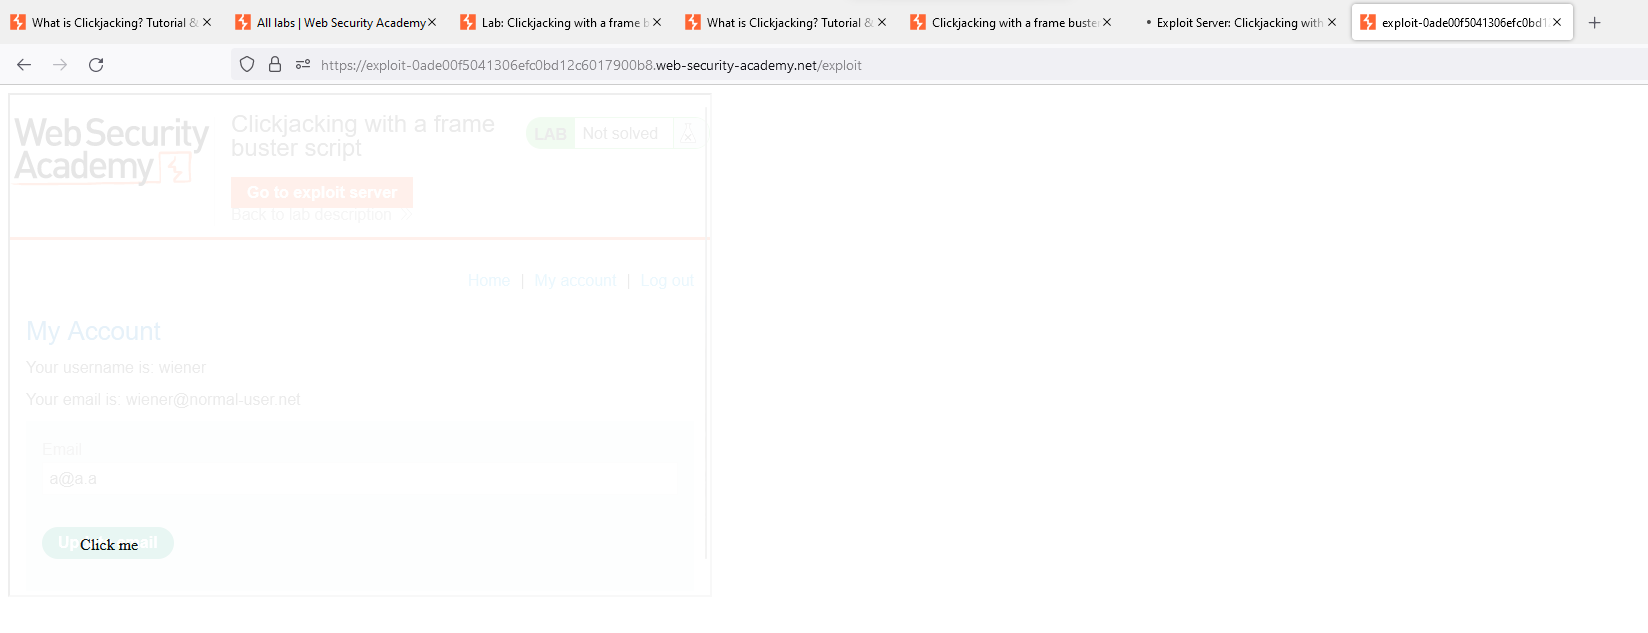 What is Clickjacking? Tutorial &
All labs | Web Security Academy
Lab: Clickjacking with a frame b
What is Clickjacking? Tutorial &
Clickjacking with a frame buster
• Exploit Server: Clickjacking with
exploit-0ade00f5041306efc0bd1
https://exploit-0ade00f5041306efc0bd12c6017900b8.web-security-academy.net/exploit
Web Security
Academy
Clickjacking with a frame
buster script
LAB Not solved
Go to exploit server
Back to lab description
Home | My account | Log out
My Account
Your username is: wiener
Your email is: wiener@normal-user.net
Email
a@a.a
Click me